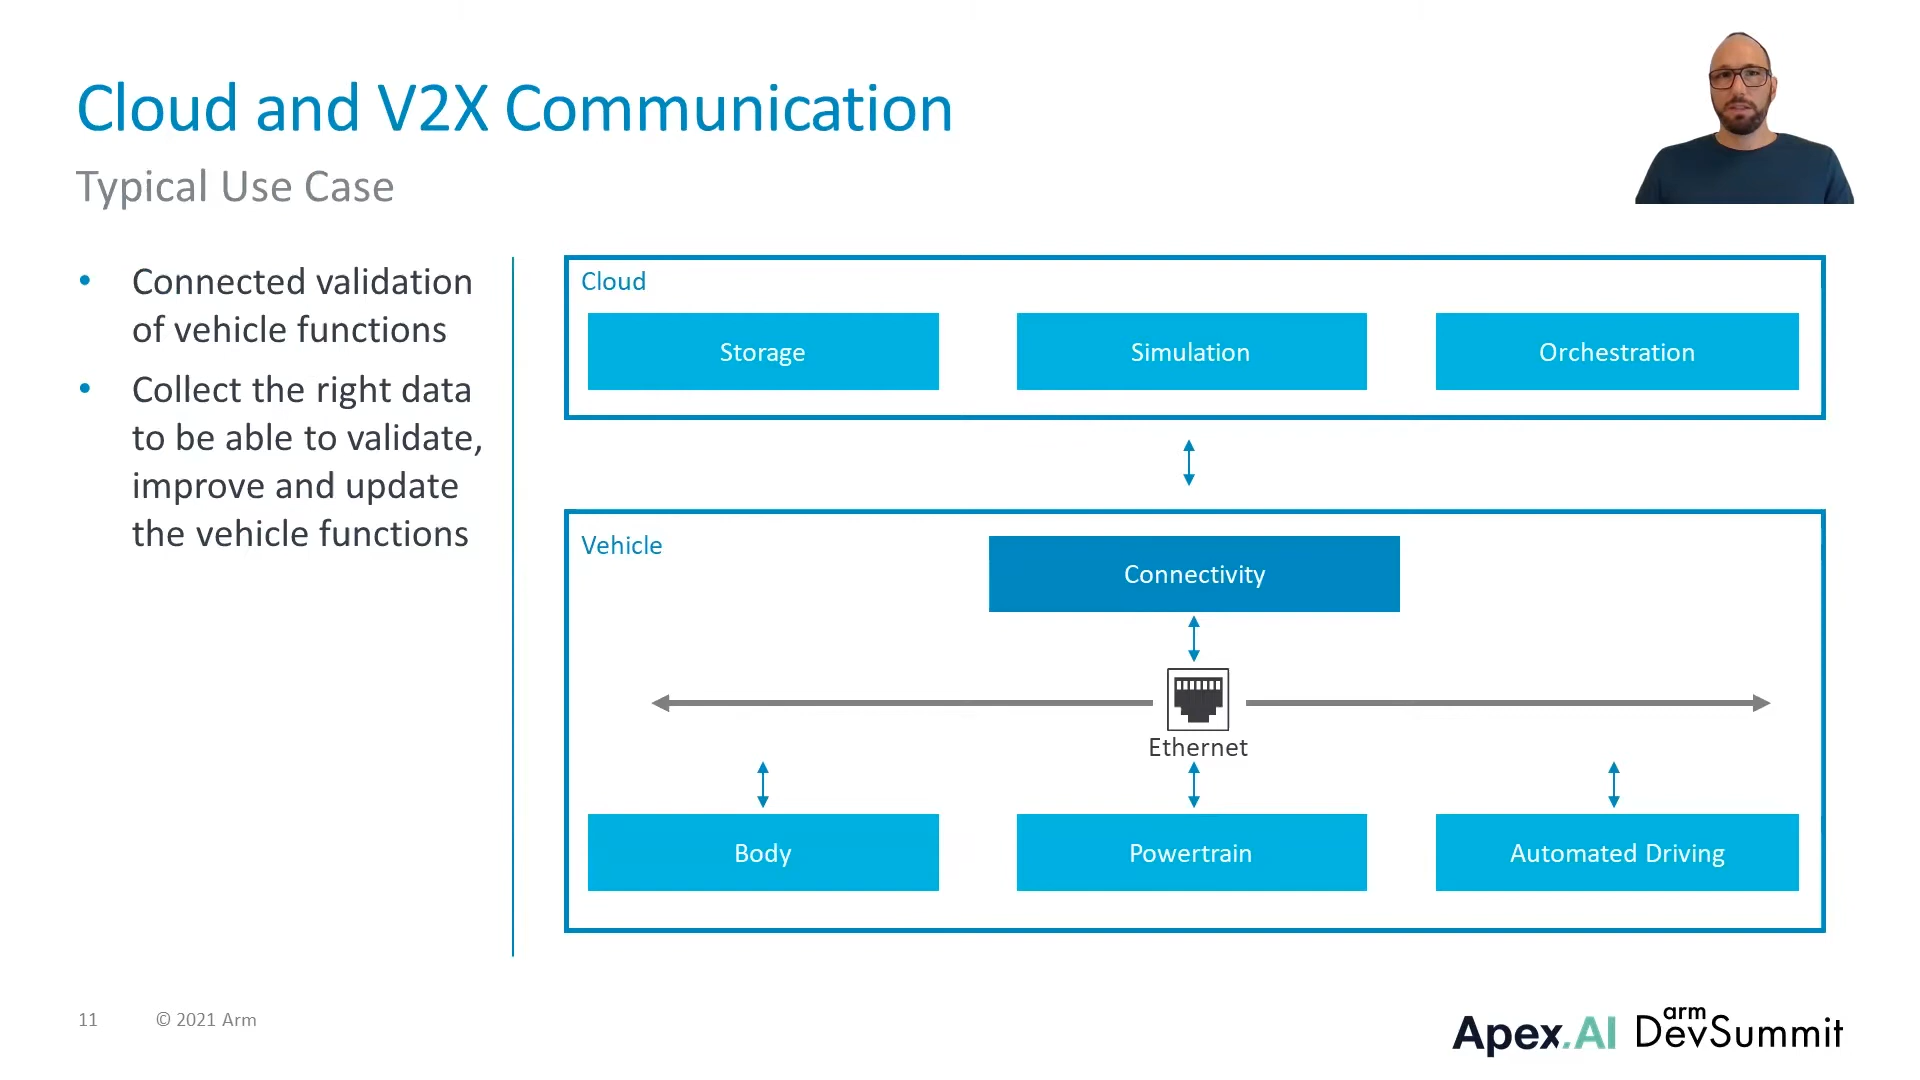 Cloud and V2X Communication
Typical Use Case
• Connected validation
of vehicle functions
• Collect the right data
to be able to validate,
improve and update
the vehicle functions
Cloud
Storage
Simulation
Orchestration
Vehicle
Connectivity
Ethernet
Body
Powertrain
Automated Driving
11
© 2021 Arm
Apex.AI
arm
DevSummit